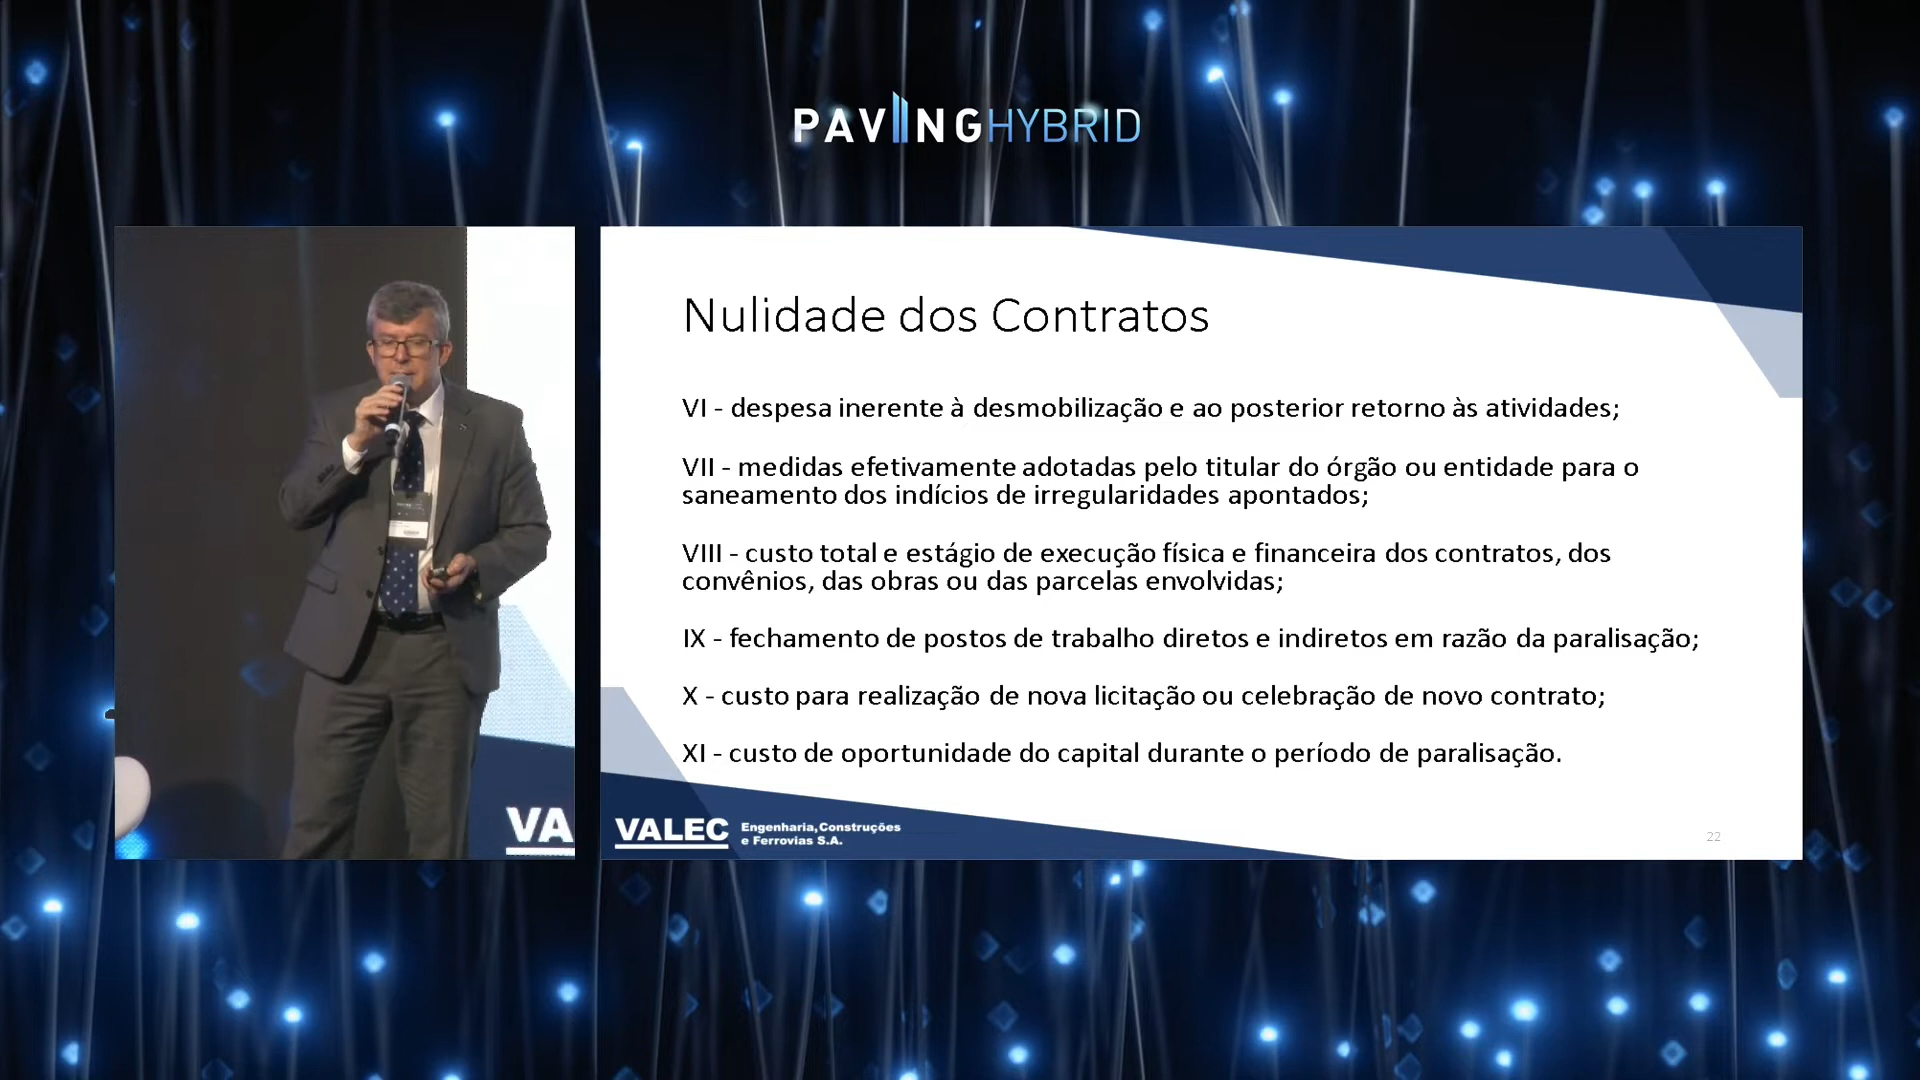 PAVING HYBRID
Nulidade dos Contratos
VI - despesa inerente à desmobilização e ao posterior retorno às atividades;
VII - medidas efetivamente adotadas pelo titular do órgão ou entidade para o
saneamento dos indícios de irregularidades apontados;
VIII - custo total e estágio de execução física e financeira dos contratos, dos
convênios, das obras ou das parcelas envolvidas;
IX - fechamento de postos de trabalho diretos e indiretos em razão da paralisação;
X - custo para realização de nova licitação ou celebração de novo contrato;
XI - custo de oportunidade do capital durante o período de paralisação.
VA
VALEC
Engenharia, Construções
e Ferrovias S.A.
22